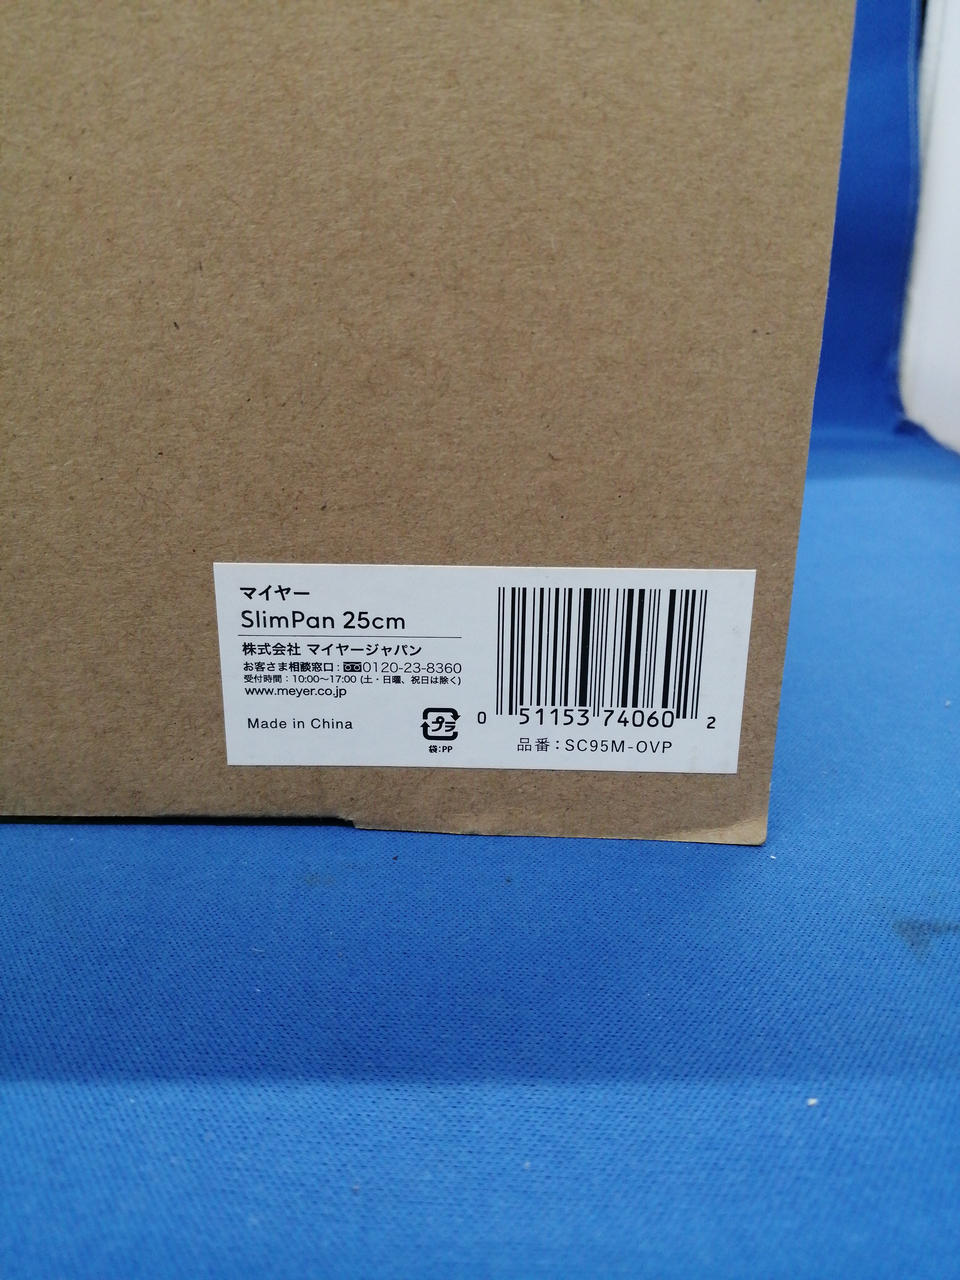 マイヤー
SlimPan 25cm
株式会社 マイヤージャパン
お客さま相談窓口:0120-23-8360
受付時間:10:00〜17:00 (土・日曜、祝日は除く)
www.meyer.co.jp
Made in China
プラ
袋:PP
0 51153 74060 2
品番:SC95M-OVP